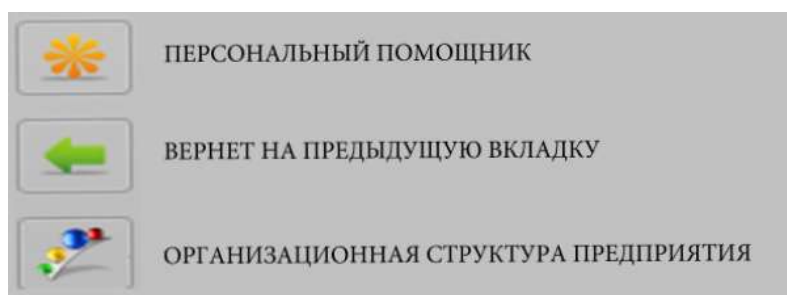 ПЕРСОНАЛЬНЫЙ ПОМОЩНИК
ВЕРНЕТ НА ПРЕДЫДУЩУЮ ВКЛАДКУ
ОРГАНИЗАЦИОННАЯ СТРУКТУРА ПРЕДПРИЯТИЯ